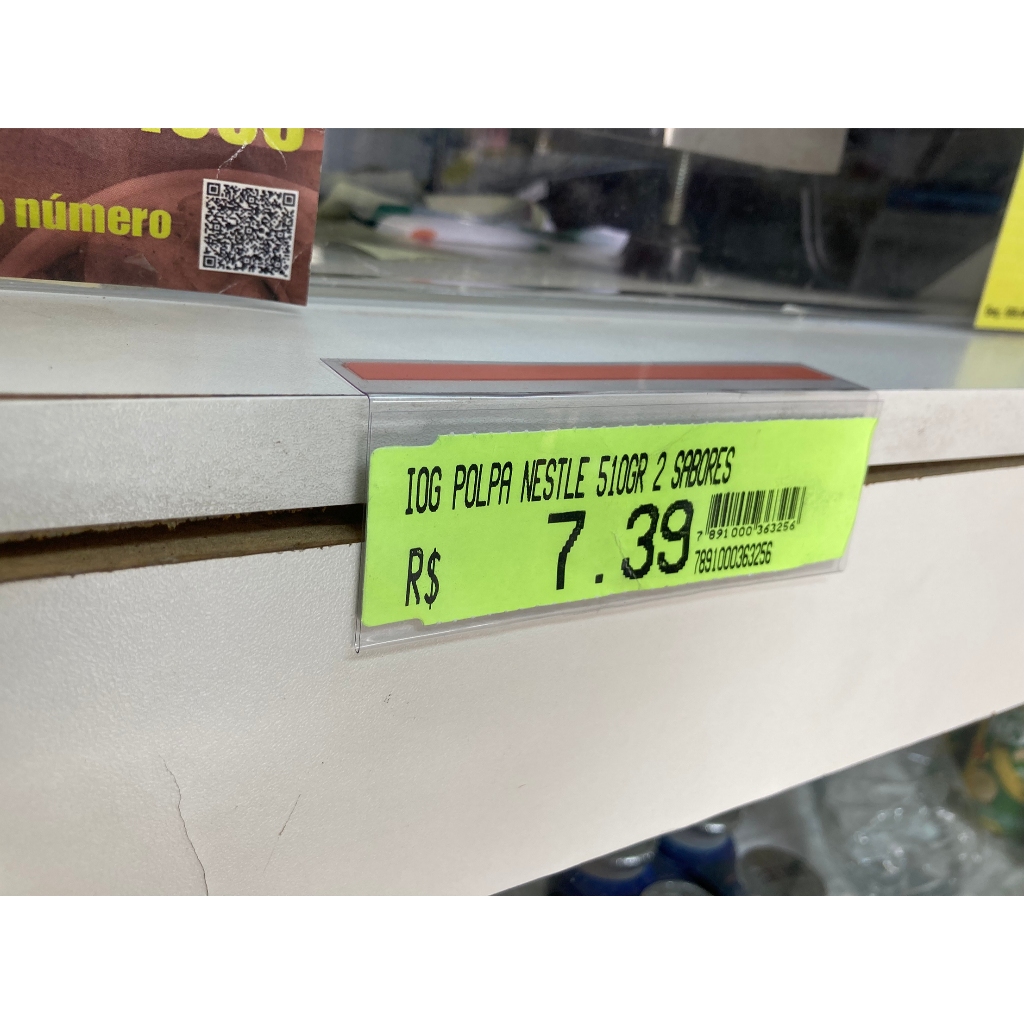 número
IOG POLPA NESTLE 510GR 2 SABORES
R$ 7.39
7 891000 363256
7891000363256